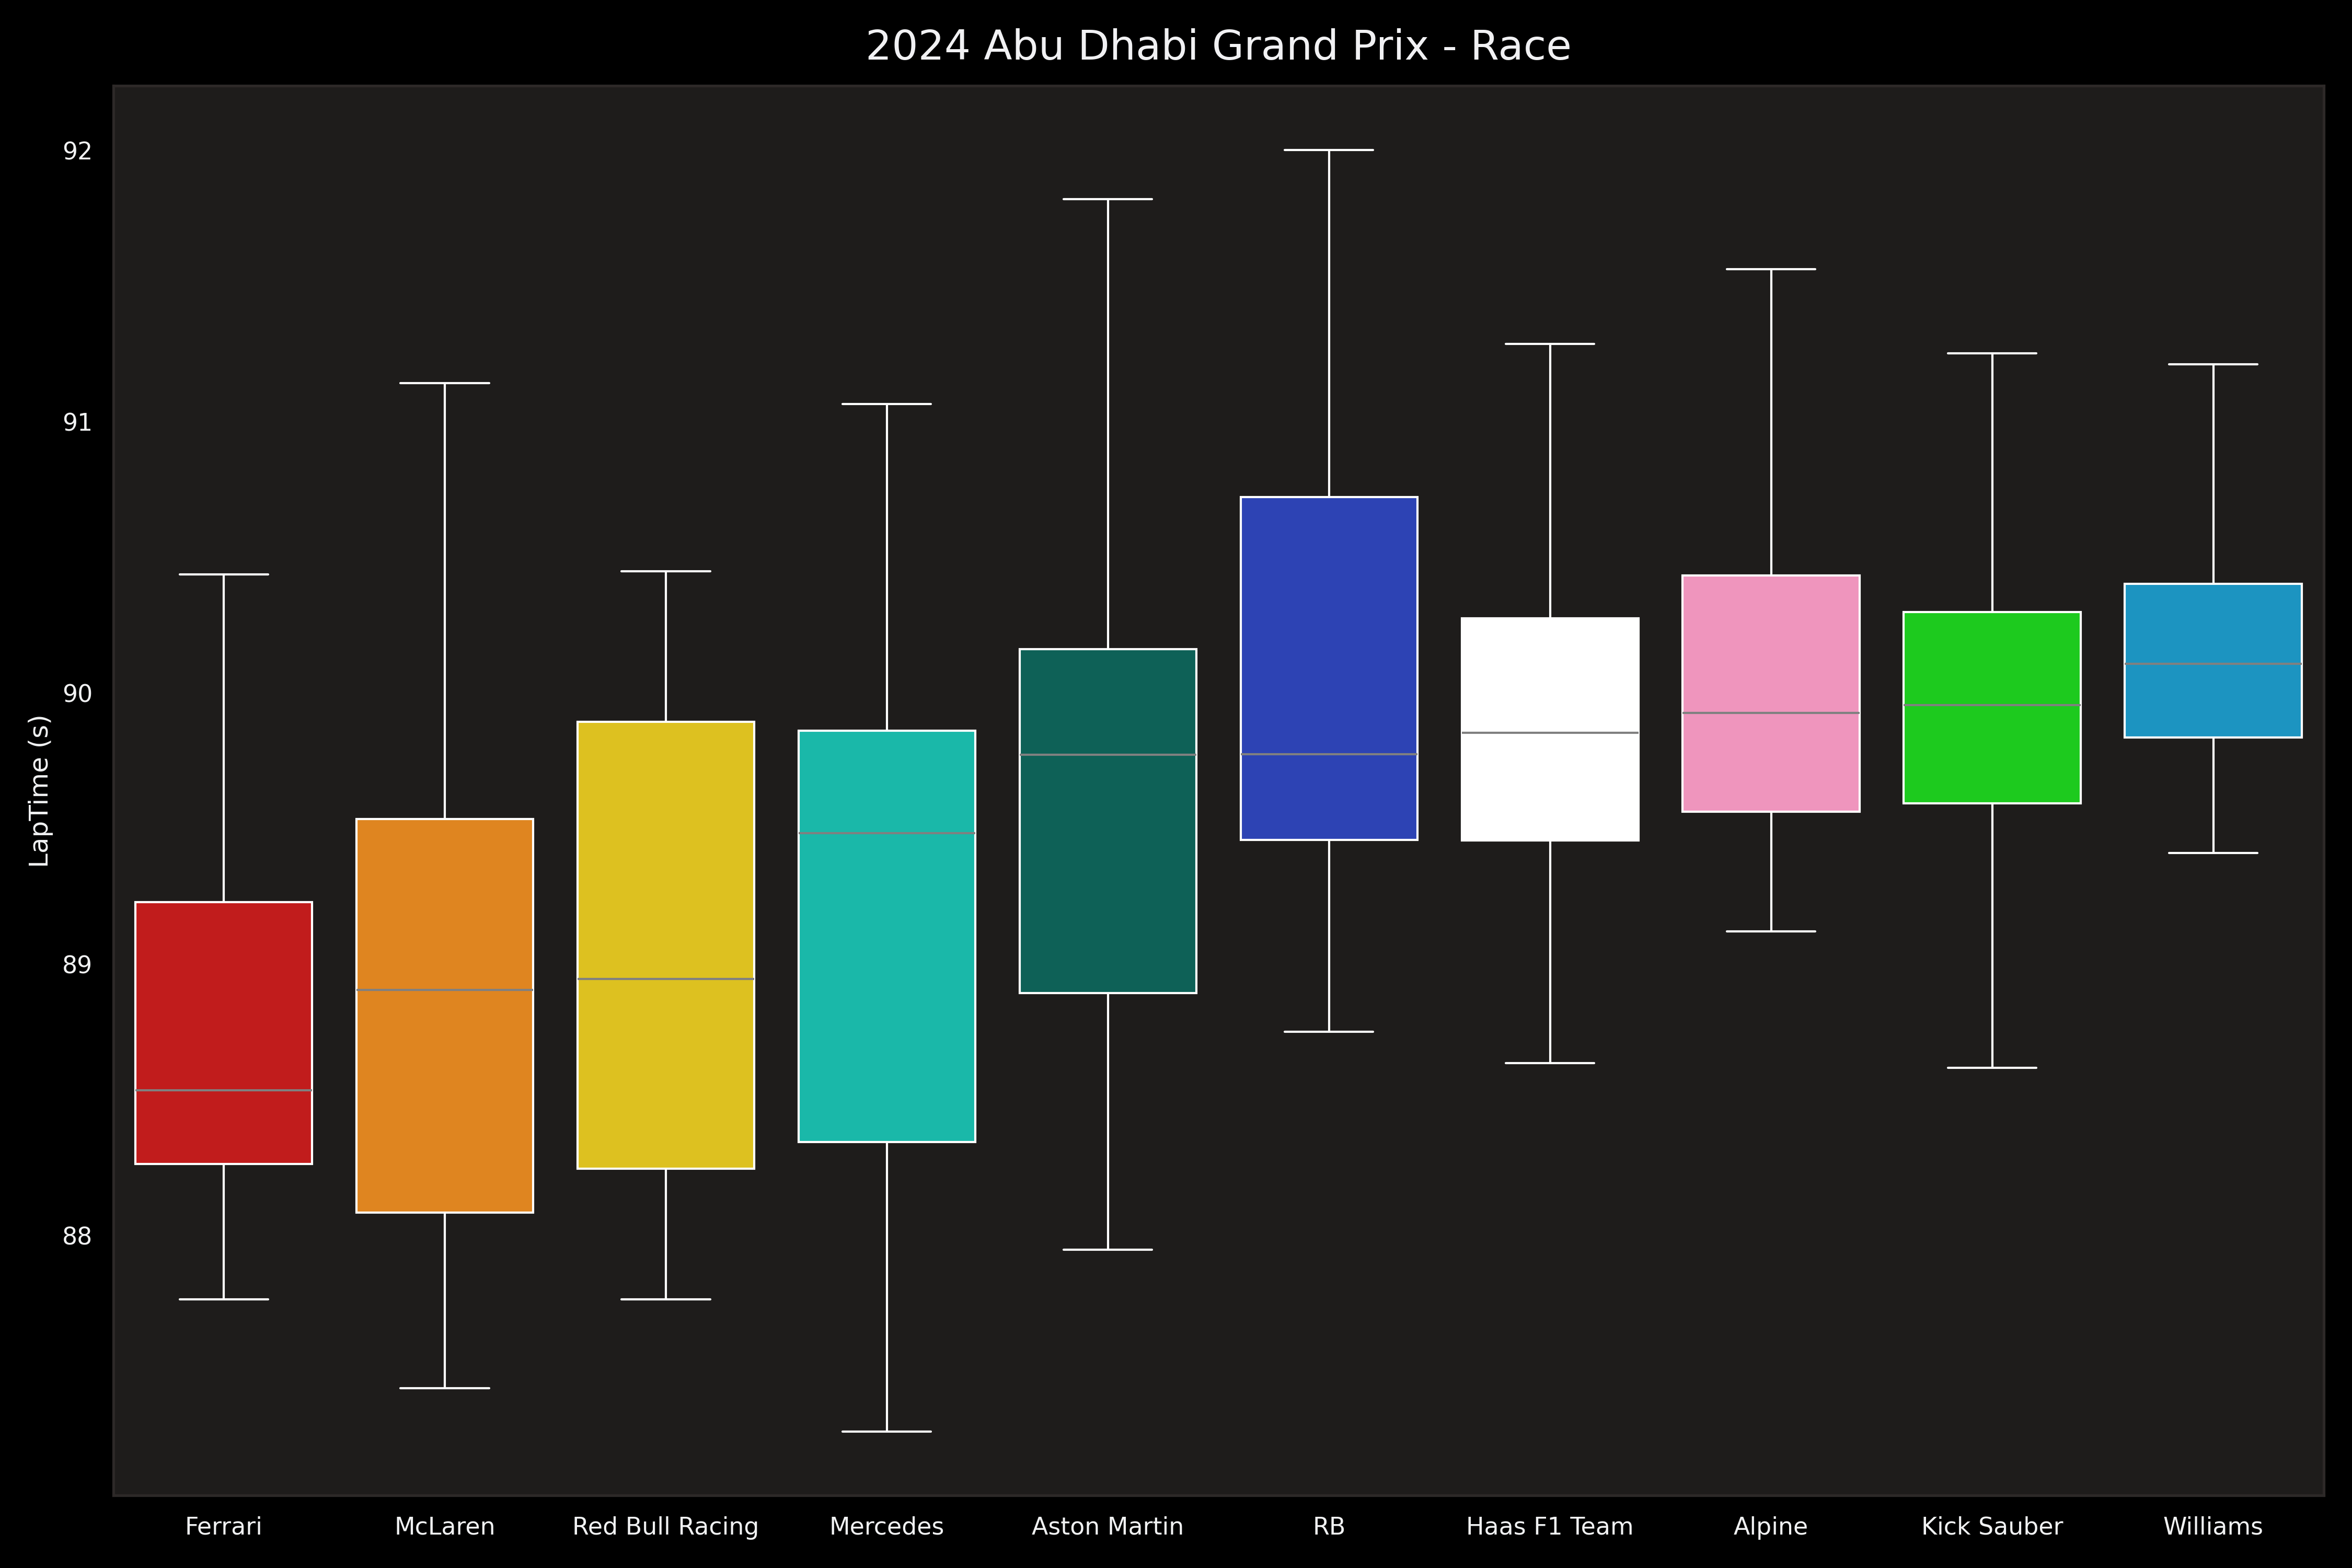 2024 Abu Dhabi Grand Prix - Race
92
91
90
89
88
LapTime (s)
Ferrari
McLaren
Red Bull Racing
Mercedes
Aston Martin
RB
Haas F1 Team
Alpine
Kick Sauber
Williams